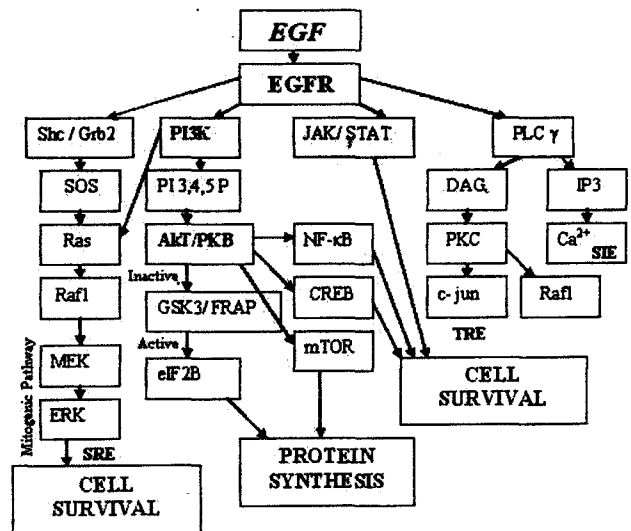 EGF
EGFR
Shc / Grb2
PI3K
JAK/ STAT
γ
PLC γ
SOS
PI 3,4,5 P
DAG
IP3
Ras
AkT/PKB
NF-κB
PKC
Ca2+
SIE
Inactive
Raf1
GSK3/ FRAP
CREB
c- jun
Raf1
TRE
Active
mTOR
Mitoganic Pathway
MEK
eIF2B
CELL
SURVIVAL
ERK
SRE
PROTEIN
SYNTHESIS
CELL
SURVIVAL